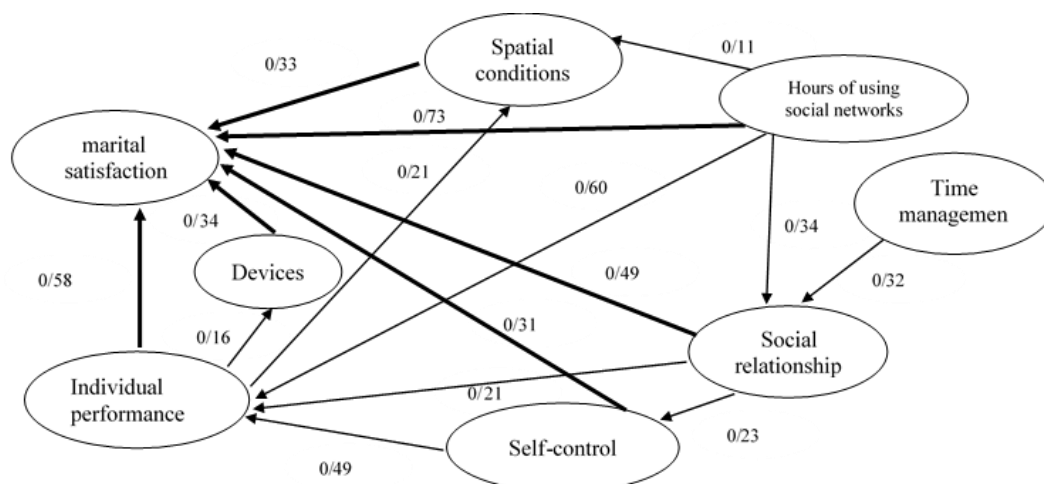 Spatial
conditions
0/11
Hours of using
social networks
0/33
0/73
marital
satisfaction
0/21
0/60
Time
managemen
0/34
Devices
0/34
0/58
0/49
0/32
0/16
0/31
Social
relationship
Individual
performance
0/21
Self-control
0/23
0/49